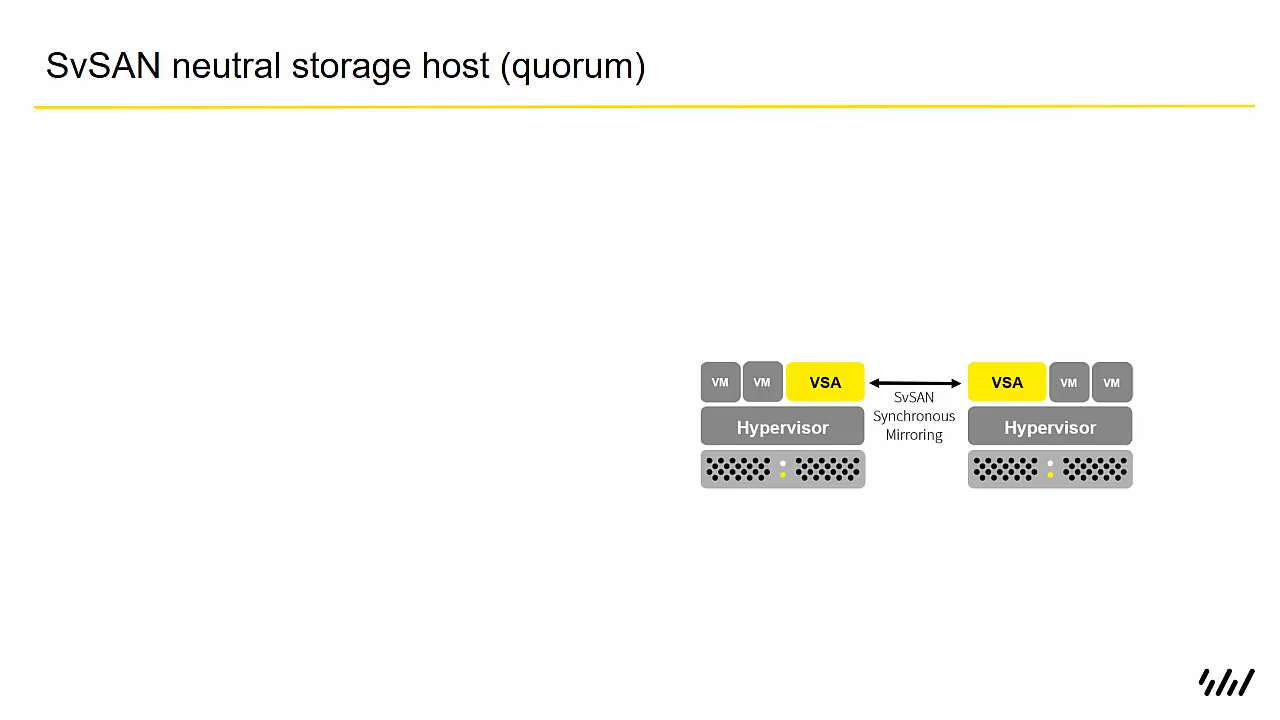 SvSAN neutral storage host (quorum)
VM VM VSA
SvSAN
Synchronous
Mirroring
VSA VM VM
Hypervisor
Hypervisor